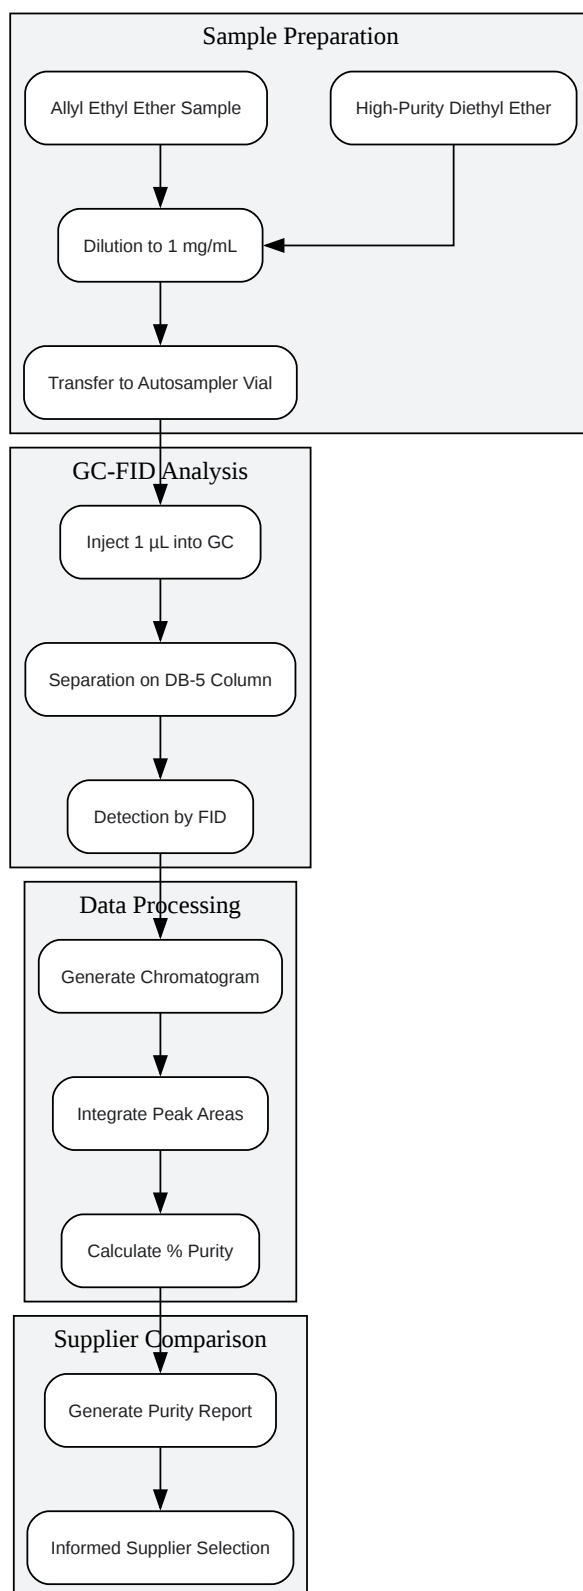 Sample Preparation
Allyl Ethyl Ether Sample
High-Purity Diethyl Ether
Dilution to 1 mg/mL
Transfer to Autosampler Vial
GC-FID Analysis
Inject 1 µL into GC
Separation on DB-5 Column
Detection by FID
Data Processing
Generate Chromatogram
Integrate Peak Areas
Calculate % Purity
Supplier Comparison
Generate Purity Report
Informed Supplier Selection